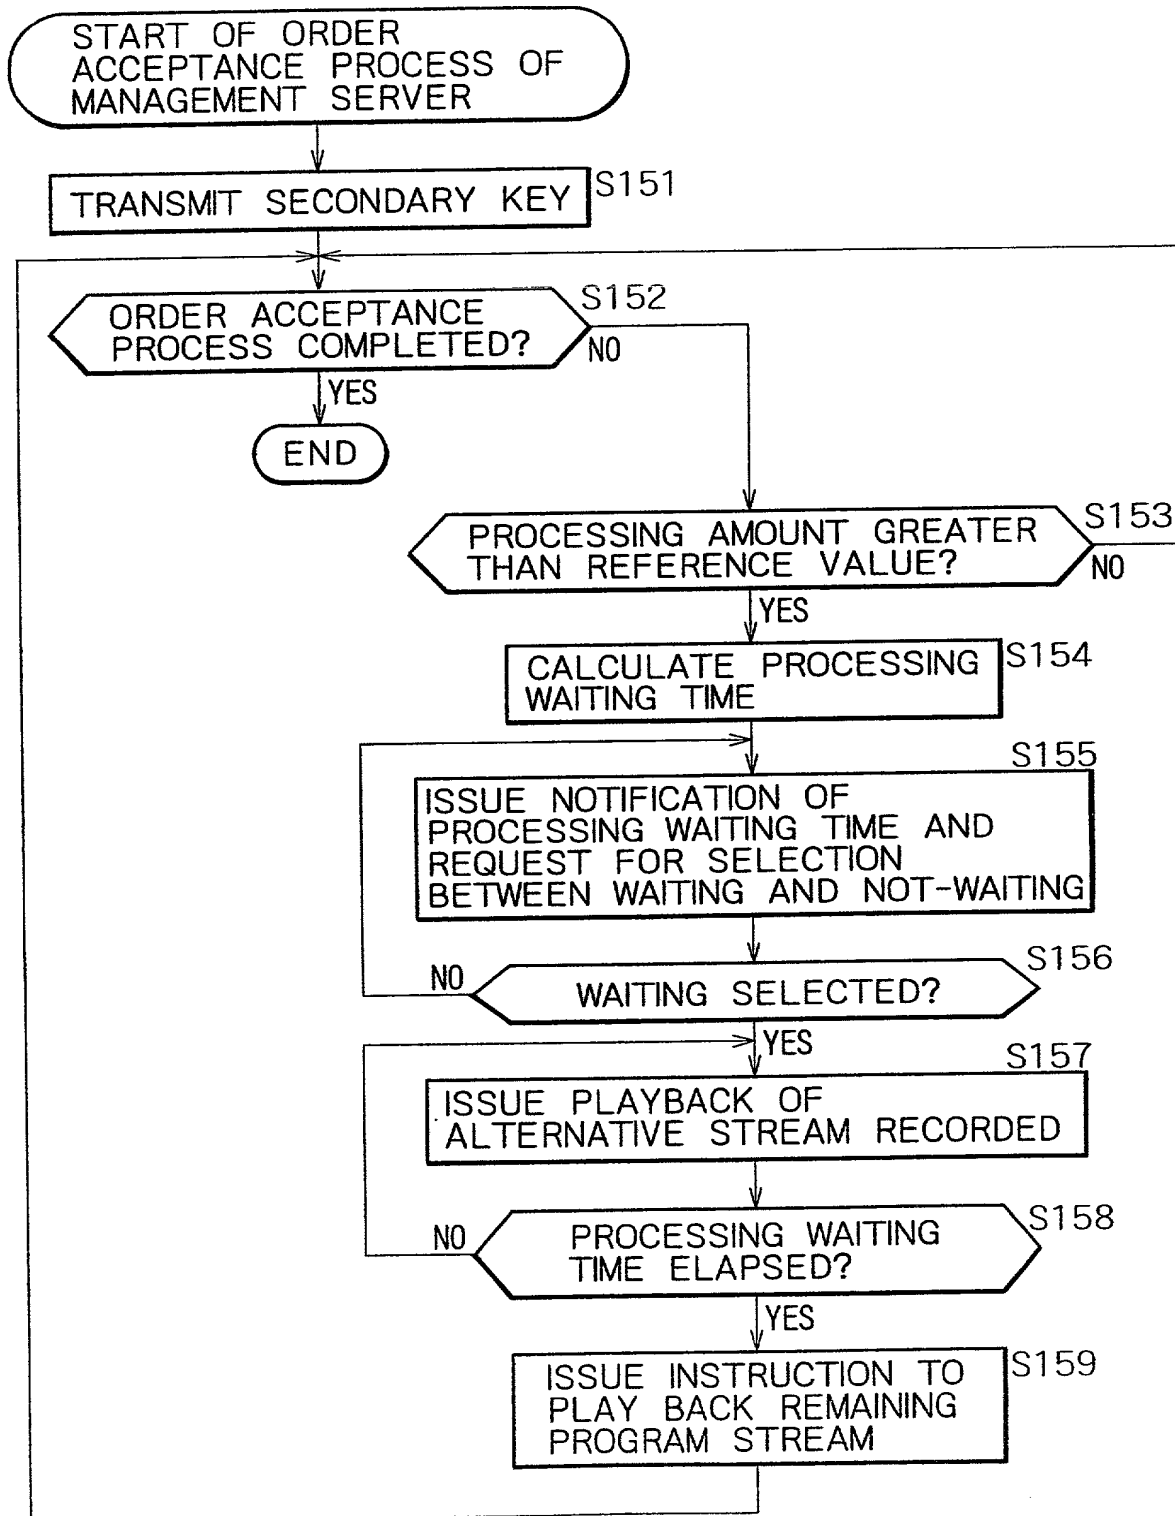 START OF ORDER
ACCEPTANCE PROCESS OF
MANAGEMENT SERVER
S151
TRANSMIT SECONDARY KEY
S152
ORDER ACCEPTANCE
PROCESS COMPLETED?
NO
YES
END
S153
PROCESSING AMOUNT GREATER
THAN REFERENCE VALUE?
NO
YES
S154
CALCULATE PROCESSING
WAITING TIME
S155
ISSUE NOTIFICATION OF
PROCESSING WAITING TIME AND
REQUEST FOR SELECTION
BETWEEN WAITING AND NOT-WAITING
S156
NO
WAITING SELECTED?
YES
S157
ISSUE PLAYBACK OF
ALTERNATIVE STREAM RECORDED
S158
NO
PROCESSING WAITING
TIME ELAPSED?
YES
S159
ISSUE INSTRUCTION TO
PLAY BACK REMAINING
PROGRAM STREAM